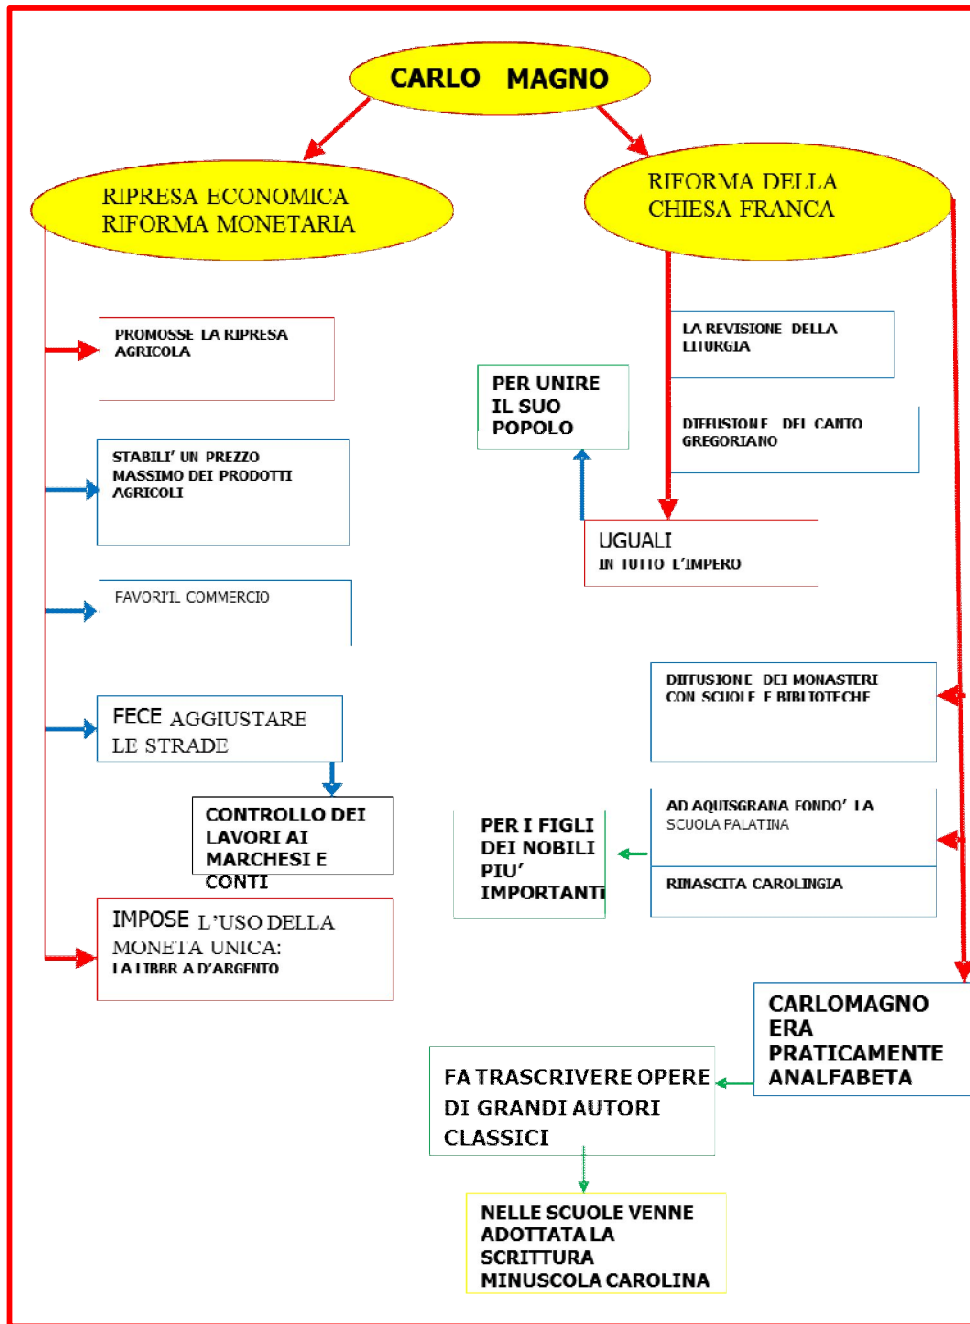 CARLO MAGNO
RIPRESA ECONOMICA
RIFORMA MONETARIA
RIFORMA DELLA
CHIESA FRANCA
PROMOSSE LA RIPRESA
AGRICOLA
STABILI’ UN PREZZO
MASSIMO DEI PRODOTTI
AGRICOLI
FAVORI’IL COMMERCIO
FECE AGGIUSTARE
LE STRADE
CONTROLLO DEI
LAVORI AI
MARCHESI E
CONTI
IMPOSE L’USO DELLA
MONETA UNICA:
LA LIBBRA D’ARGENTO
LA REVISIONE DELLA
LITURGIA
DIFFUSIONE DEL CANTO
GREGORIANO
PER UNIRE
IL SUO
POPOLO
UGUALI
IN TUTTO L’IMPERO
DIFFUSIONE DEI MONASTERI
CON SCUOLE E BIBLIOTECHE
AD AQUISGRANA FONDO’ LA
SCUOLA PALATINA
RINASCITA CAROLINGIA
PER I FIGLI
DEI NOBILI
PIU’
IMPORTANTI
CARLOMAGNO
ERA
PRATICAMENTE
ANALFABETA
FA TRASCRIVERE OPERE
DI GRANDI AUTORI
CLASSICI
NELLE SCUOLE VENNE
ADOTTATA LA
SCRITTURA
MINUSCOLA CAROLINA